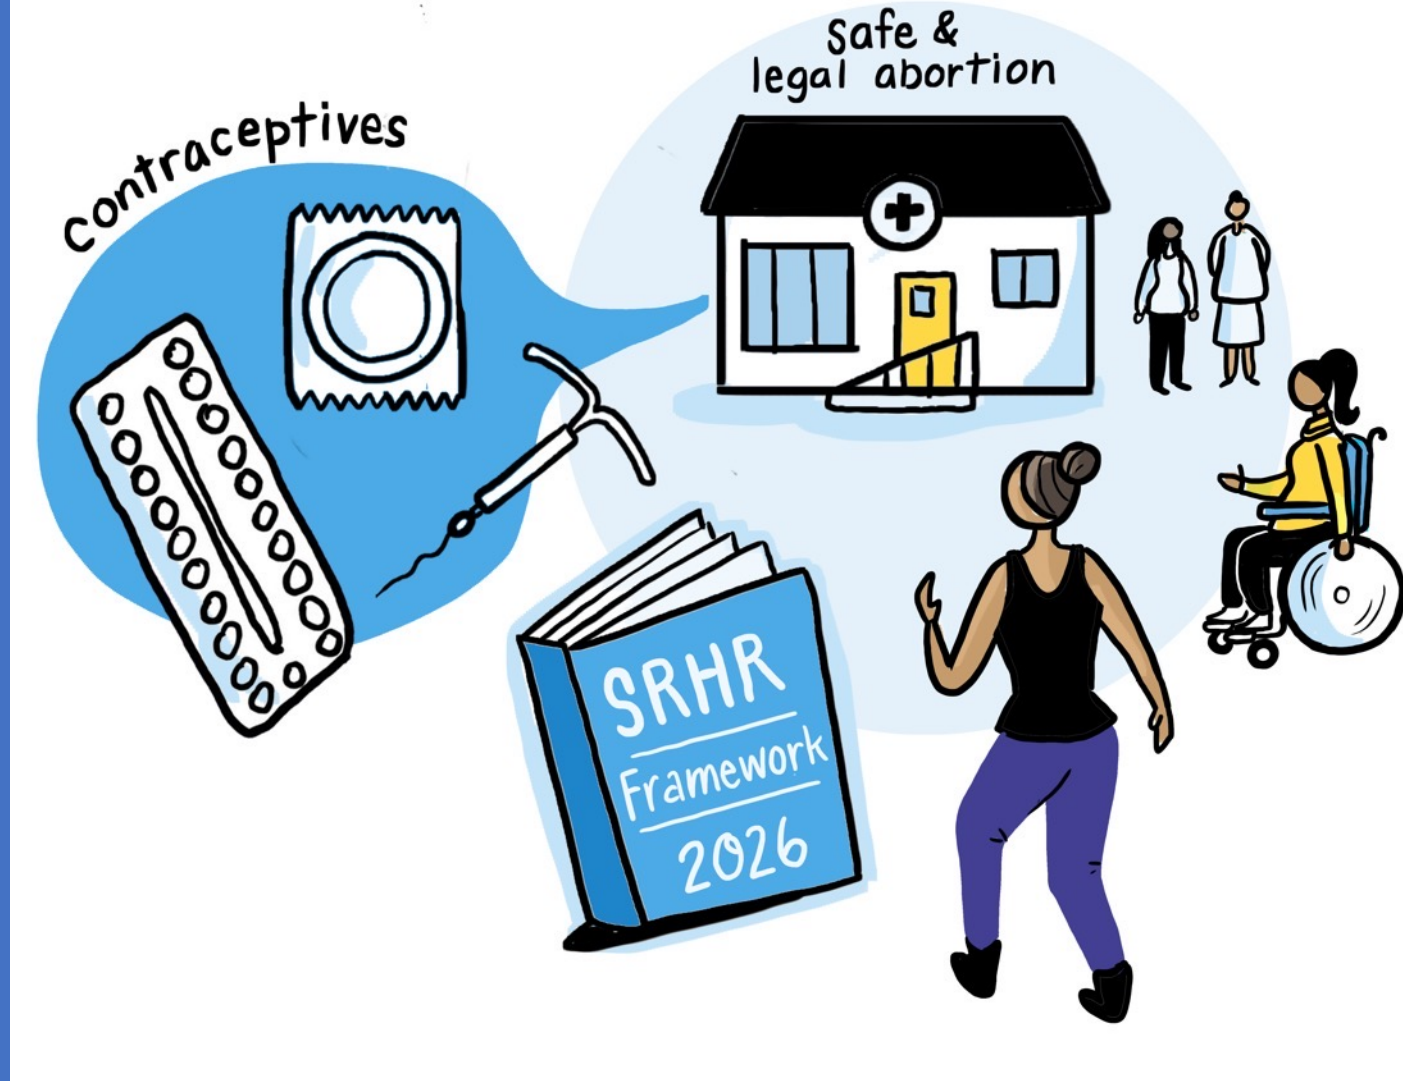 contraceptives
Safe &
legal abortion
SRHR
Framework
2026